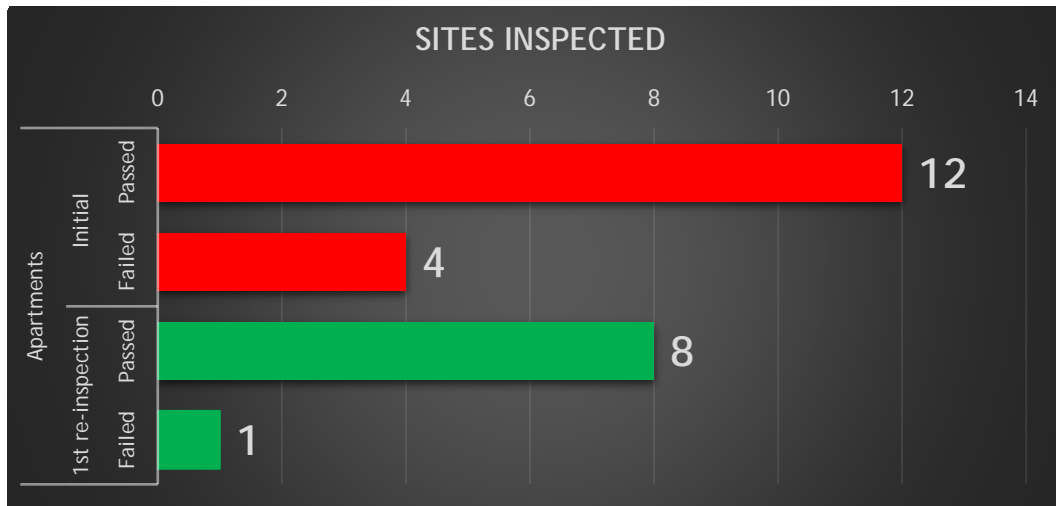 SITES INSPECTED
0 2 4 6 8 10 12 14
Apartments
Initial
Passed
12
Failed
4
1st re-inspection
Passed
8
Failed
1